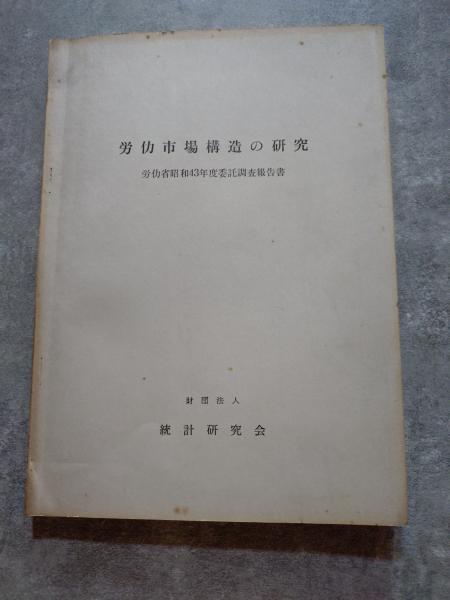 労仂市場構造の研究
労仂省昭和43年度委託調査報告書
財団法人
統計研究会